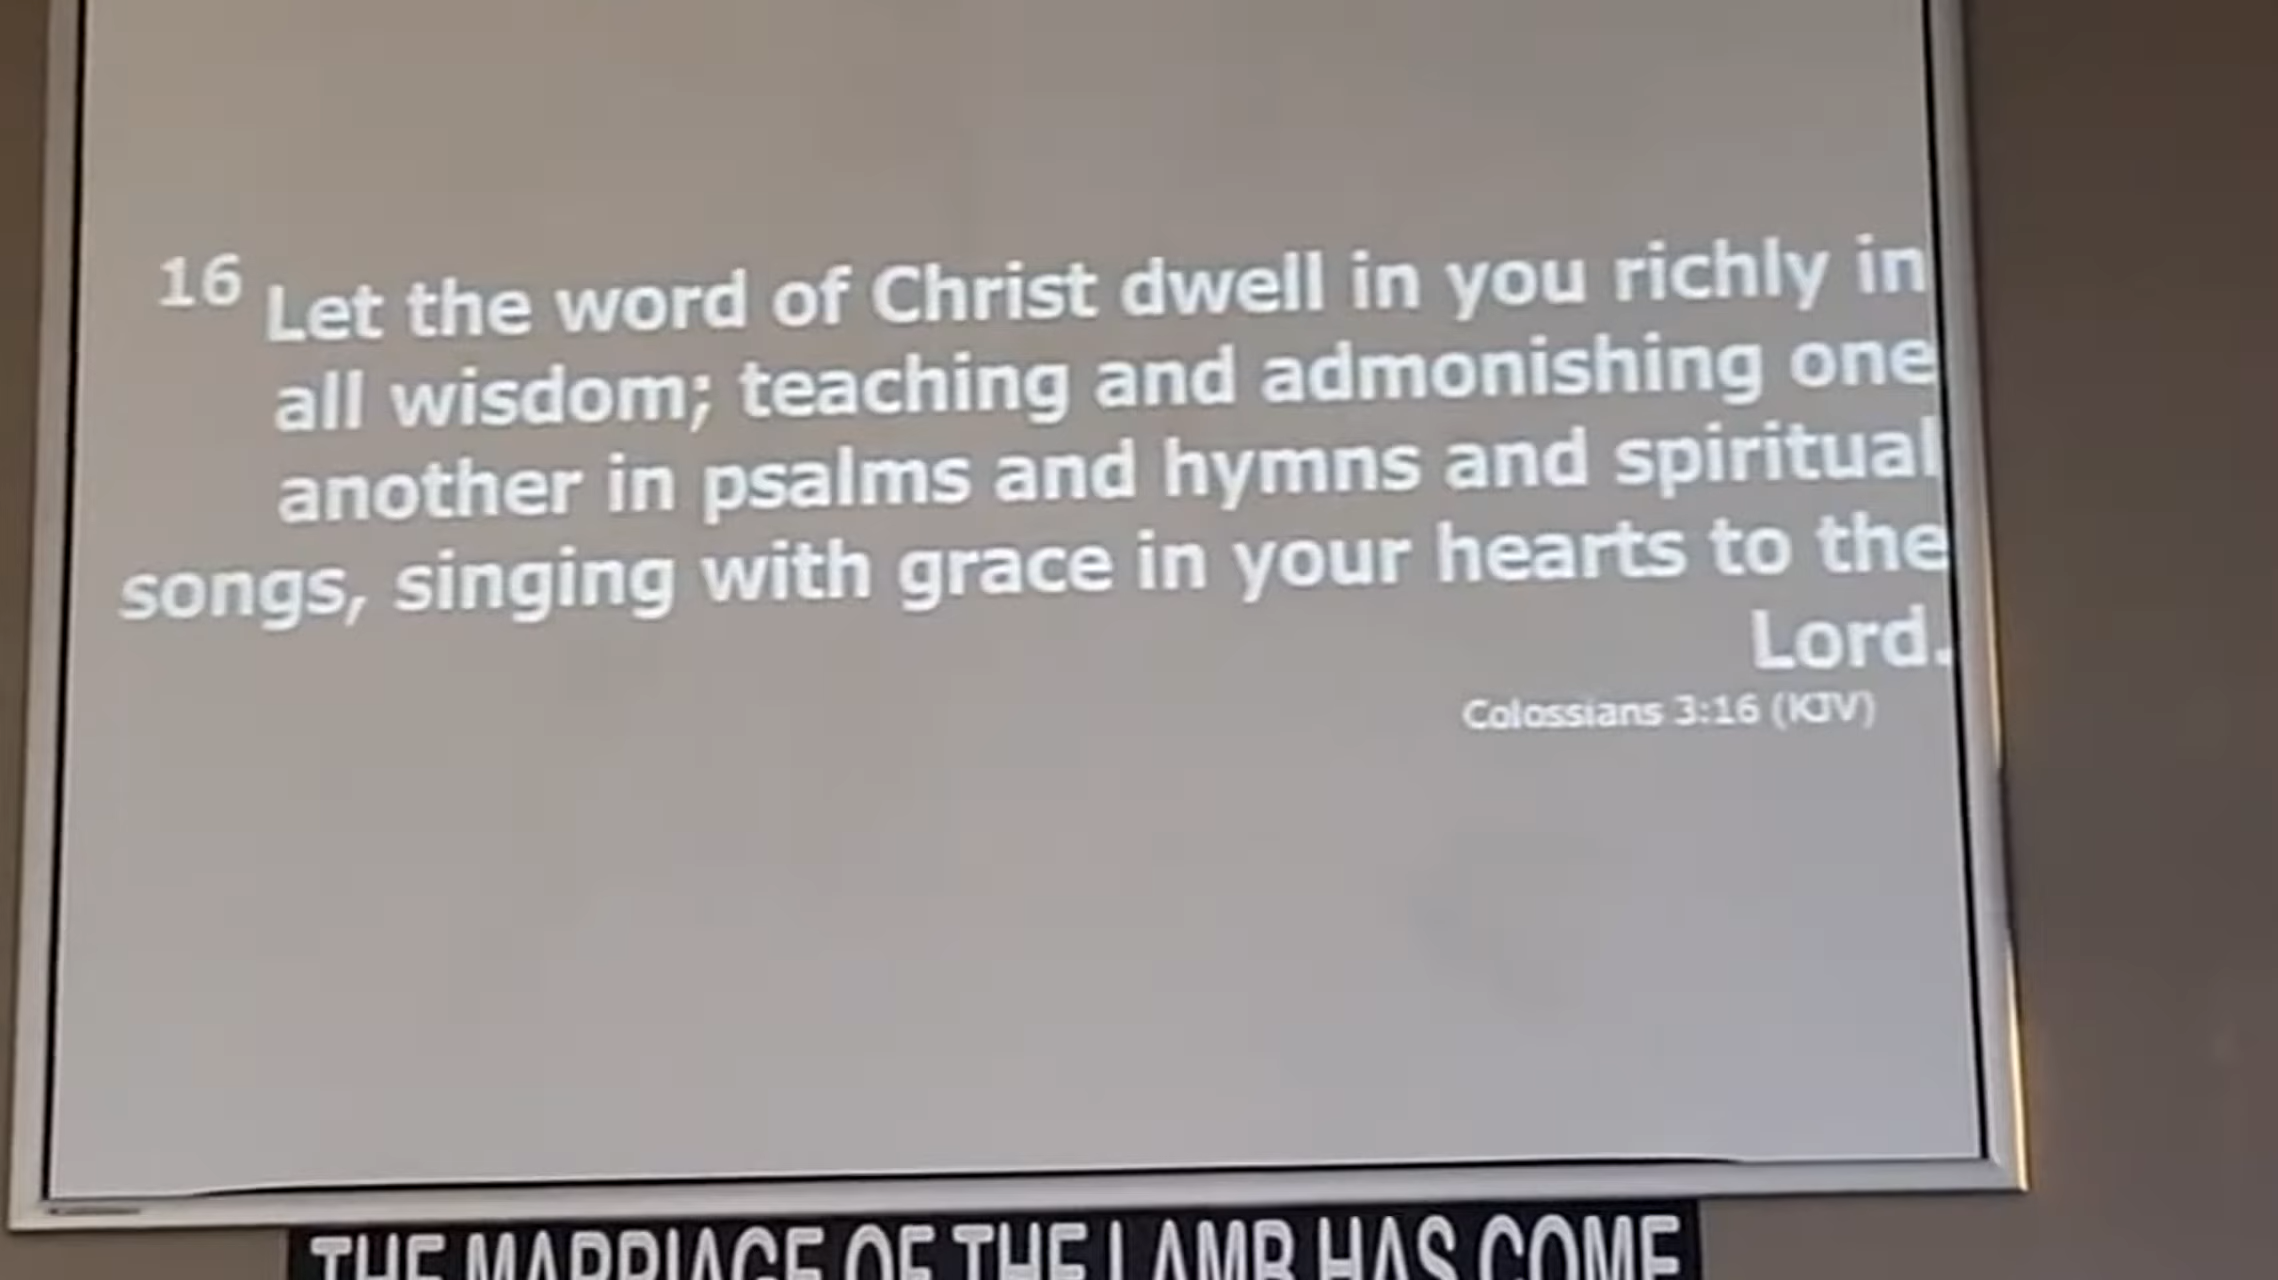 16 Let the word of Christ dwell in you richly in
all wisdom; teaching and admonishing one
another in psalms and hymns and spiritual
songs, singing with grace in your hearts to the
Lord.
Colossians 3:16 (KJV)
THE MARRIAGE OF THE LAMB HAS COME